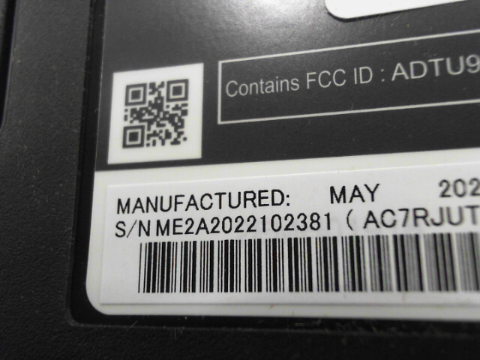 Contains FCC ID : ADTU9
MANUFACTURED: MAY 202
S/N ME2A2022102381 ( AC7RJUT